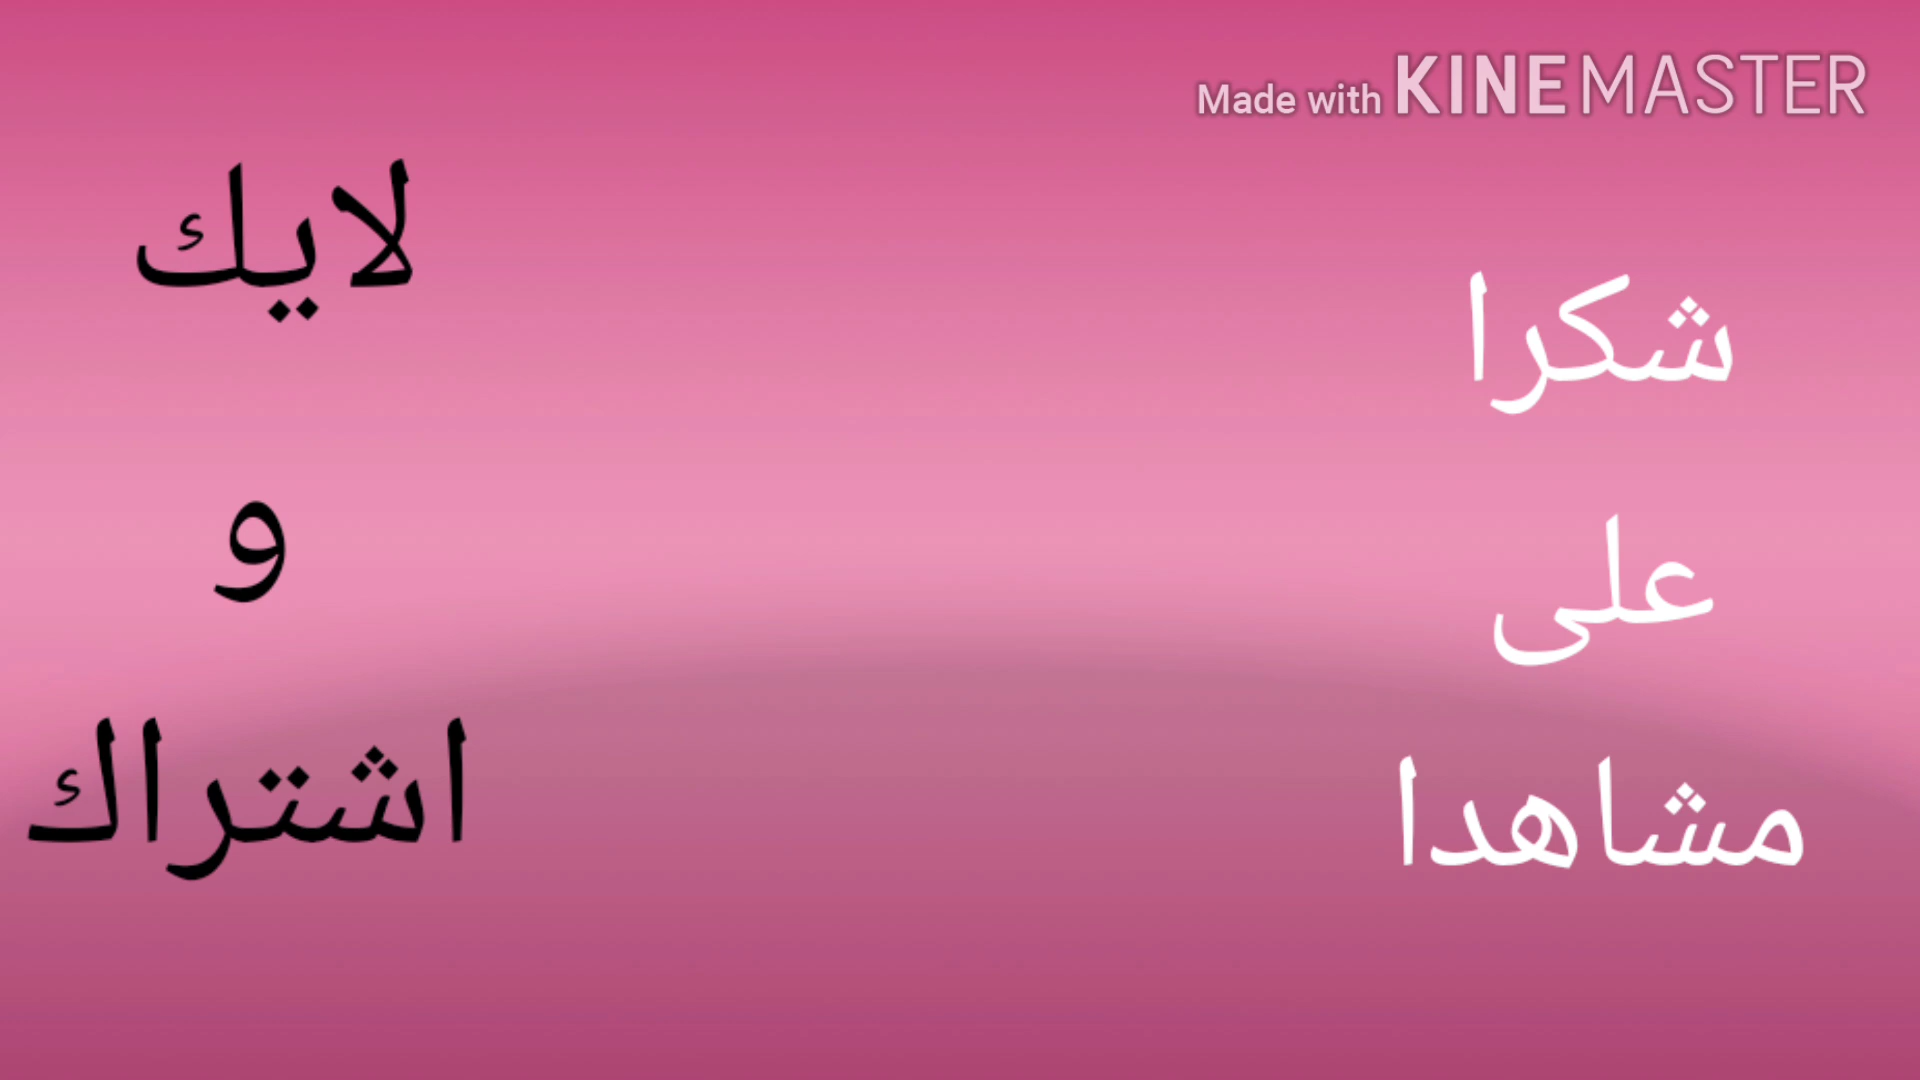 Made with KINEMASTER
شكرا
على
مشاهدا
لايك
و
اشتراك